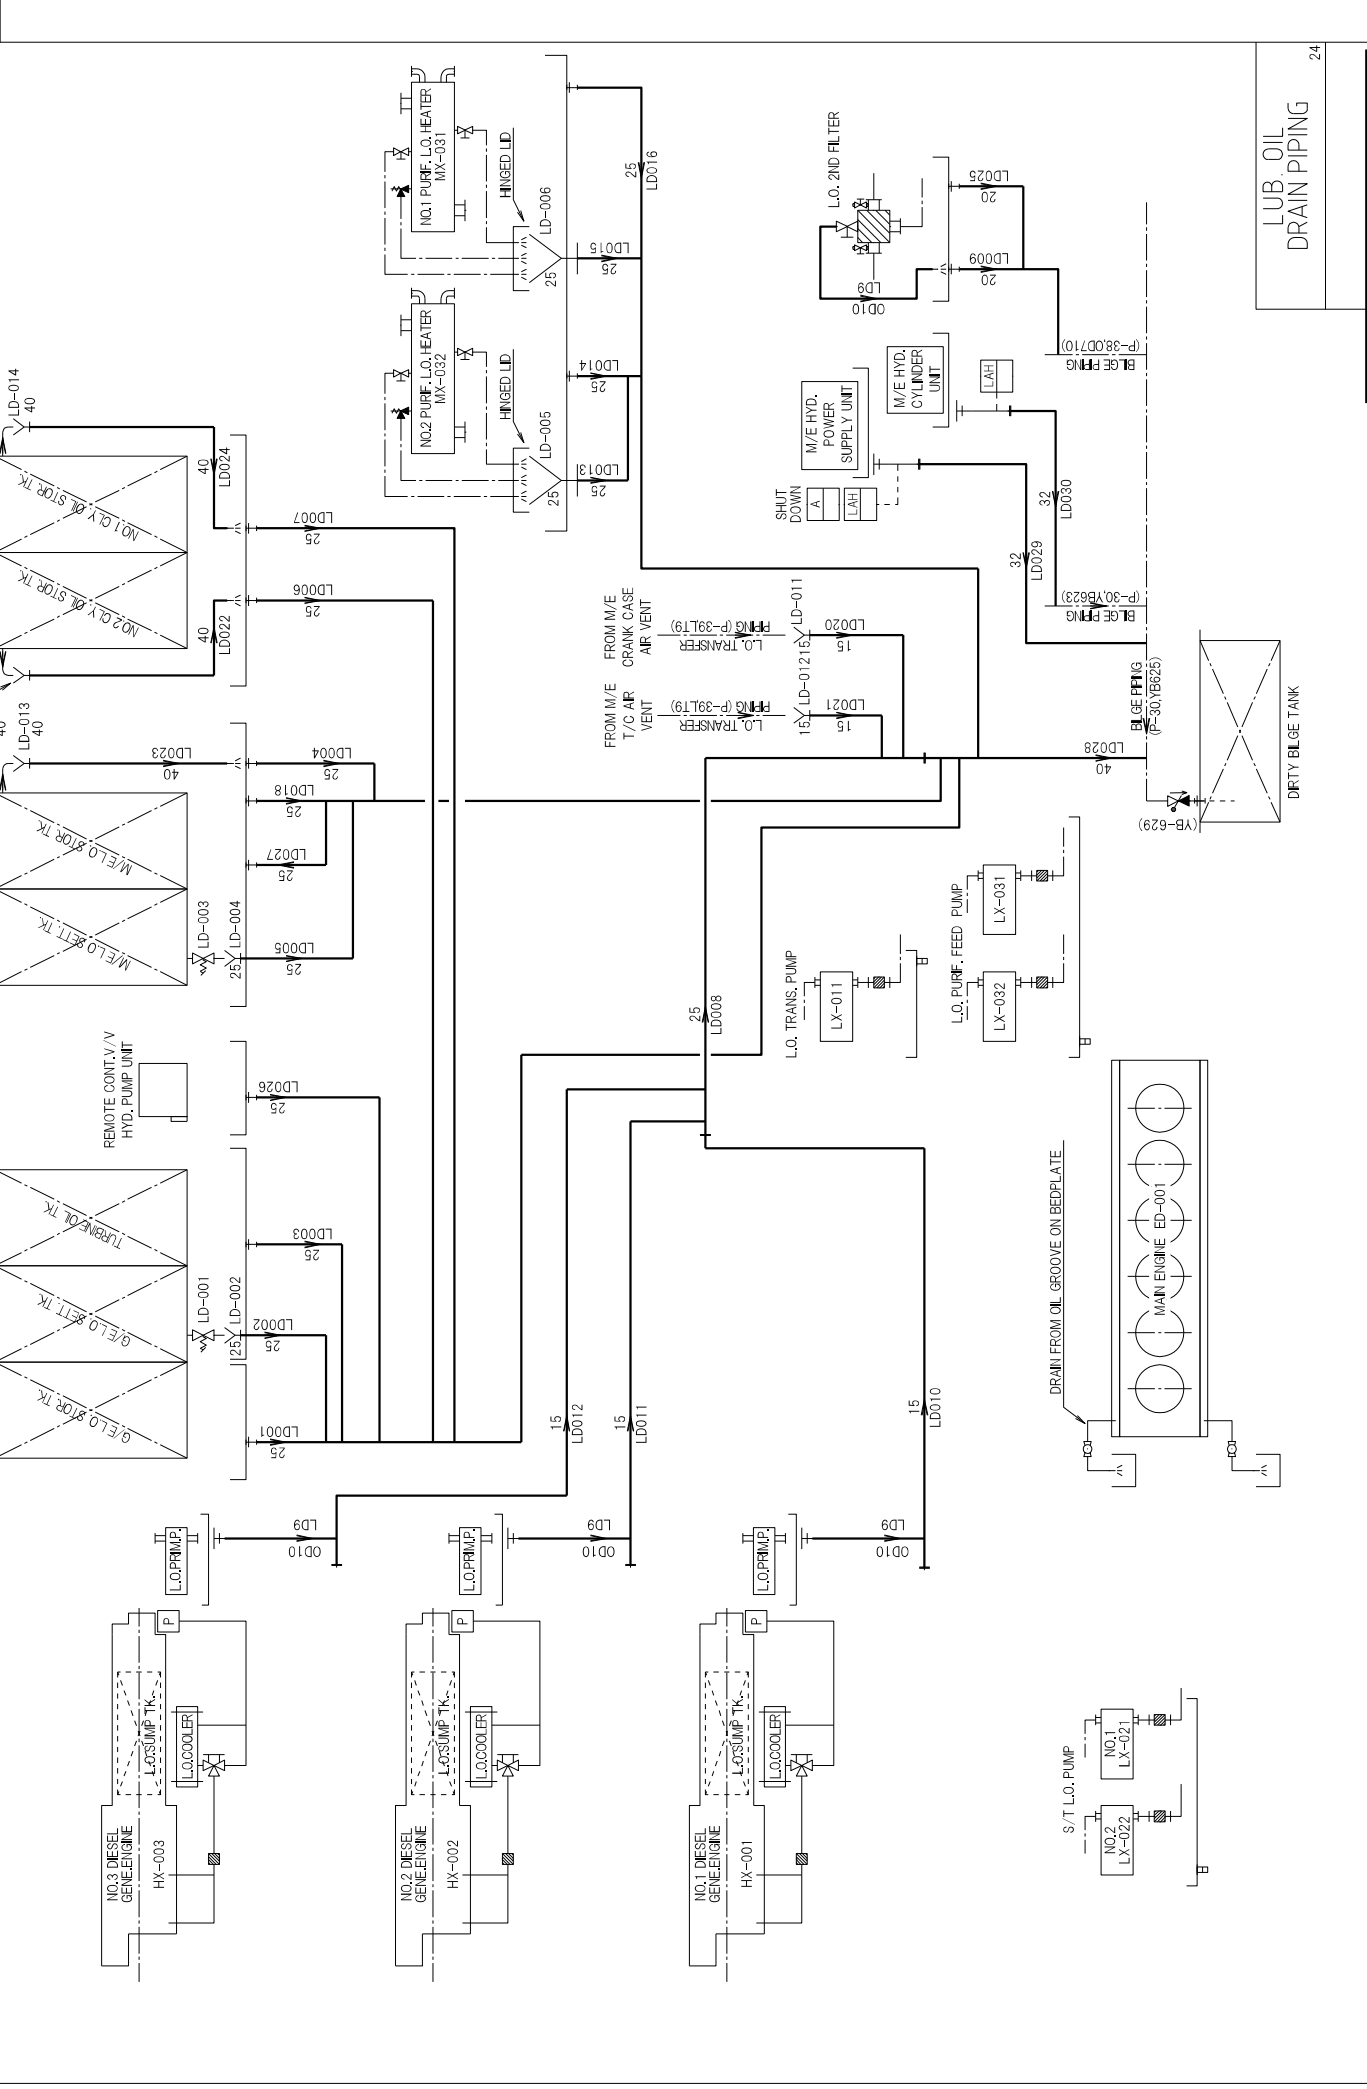 LUB. OIL
DRAIN PIPING
24
NO.1 PURIF. L.O. HEATER
MX-031
HINGED LID
LD-006
25
LD015
25
25
LD016
NO.2 PURIF. L.O. HEATER
MX-032
HINGED LID
LD-005
25
LD013
25
LD014
25
L.O. 2ND FILTER
LD9
OD10
LD009
20
LD025
20
BILGE PIPING
(P-38,OD710)
M/E HYD.
POWER
SUPPLY UNIT
M/E HYD.
CYLINDER
UNIT
LAH
SHUT
DOWN
A
LAH
32
LD029
32
LD030
BILGE PIPING
(P-30,YB623)
BILGE PIPING
(P-30,YB625)
LD-014
40
NO.1 CLY. OIL STOR. TK.
NO.2 CLY. OIL STOR. TK.
40
LD024
40
LD022
LD007
25
LD006
25
FROM M/E
CRANK CASE
AIR VENT
L.O. TRANSFER
PIPING (P-39,LT9)
LD-011
15
LD020
15
FROM M/E
T/C AIR
VENT
L.O. TRANSFER
PIPING (P-39,LT9)
LD-012
15
LD021
15
LD028
40
(YB-629)
DIRTY BILGE TANK
40
LD-013
40
LD023
40
M/E L.O STOR. TK.
M/E L.O SETT. TK.
LD-003
LD-004
25
LD004
25
LD018
25
LD027
25
LD005
25
REMOTE CONT.V/V
HYD. PUMP UNIT
LD026
25
25
LD008
L.O. TRANS. PUMP
LX-011
L.O. PURIF. FEED PUMP
LX-031
LX-032
TURBINE OIL TK.
G/E L.O SETT. TK.
G/E L.O STOR. TK.
LD-001
LD-002
25
LD003
25
LD002
25
LD001
25
15
LD012
15
LD011
15
LD010
DRAIN FROM OIL GROOVE ON BEDPLATE
MAIN ENGINE ED-001
L.O.PRIM.P.
LD9
OD10
L.O.PRIM.P.
LD9
OD10
L.O.PRIM.P.
LD9
OD10
NO.3 DIESEL
GENE.ENGINE
HX-003
L.O.SUMP TK.
L.O.COOLER
P
NO.2 DIESEL
GENE.ENGINE
HX-002
L.O.SUMP TK.
L.O.COOLER
P
NO.1 DIESEL
GENE.ENGINE
HX-001
L.O.SUMP TK.
L.O.COOLER
P
S/T L.O. PUMP
NO.1
LX-021
NO.2
LX-022